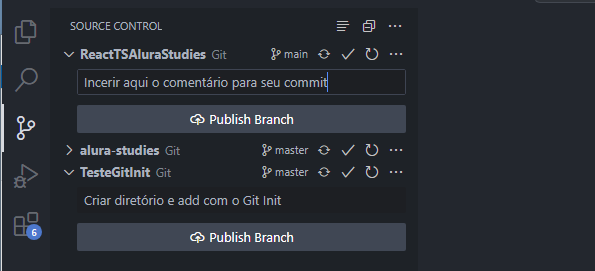 SOURCE CONTROL
ReactTSAluraStudies Git main
Incerir aqui o comentário para seu commit
Publish Branch
alura-studies Git master
TesteGitInit Git master
Criar diretório e add com o Git Init
Publish Branch
6